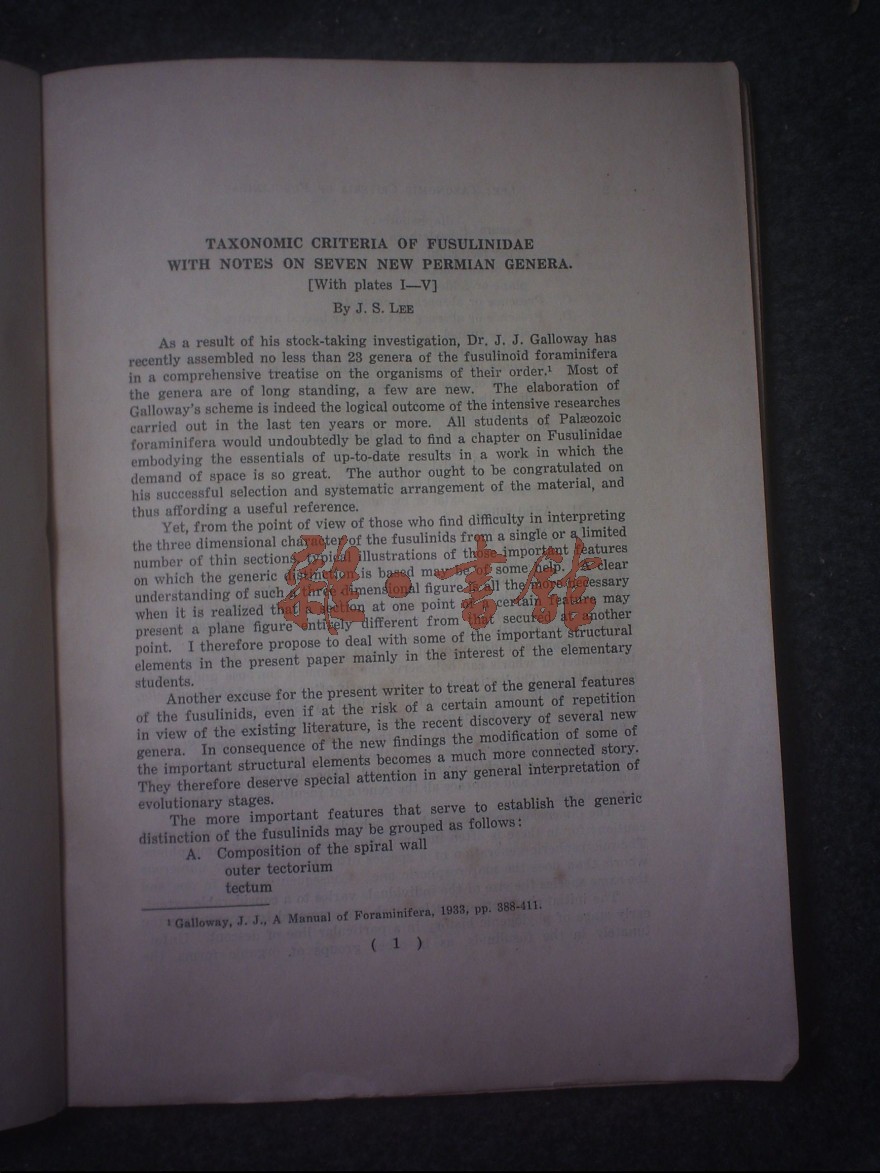 TAXONOMIC CRITERIA OF FUSULINIDAE
WITH NOTES ON SEVEN NEW PERMIAN GENERA.
[With plates I—V]
By J. S. LEE
As a result of his stock-taking investigation, Dr. J. J. Galloway has
recently assembled no less than 23 genera of the fusulinoid foraminifera
in a comprehensive treatise on the organisms of their order.¹ Most of
the genera are of long standing, a few are new. The elaboration of
Galloway's scheme is indeed the logical outcome of the intensive researches
carried out in the last ten years or more. All students of Palæozoic
foraminifera would undoubtedly be glad to find a chapter on Fusulinidae
embodying the essentials of up-to-date results in a work in which the
demand of space is so great. The author ought to be congratulated on
his successful selection and systematic arrangement of the material, and
thus affording a useful reference.
Yet, from the point of view of those who find difficulty in interpreting
the three dimensional character of the fusulinids from a single or a limited
number of thin sections, typical illustrations of those important features
on which the generic distinction is based may be of some help. A clear
understanding of such a three dimensional figure is all the more necessary
when it is realized that a section at one point of a certain feature may
present a plane figure entirely different from that secured at another
point. I therefore propose to deal with some of the important structural
elements in the present paper mainly in the interest of the elementary
students.
Another excuse for the present writer to treat of the general features
of the fusulinids, even if at the risk of a certain amount of repetition
in view of the existing literature, is the recent discovery of several new
genera. In consequence of the new findings the modification of some of
the important structural elements becomes a much more connected story.
They therefore deserve special attention in any general interpretation of
evolutionary stages.
The more important features that serve to establish the generic
distinction of the fusulinids may be grouped as follows:
A. Composition of the spiral wall
outer tectorium
tectum
¹ Galloway, J. J., A Manual of Foraminifera, 1933, pp. 388-411.
( 1 )